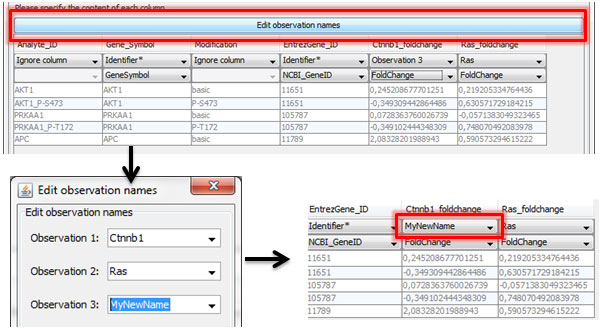 Please specify the content of each column
Edit observation names
Analyte_ID Gene_Symbol Modification EntrezGene_ID Ctnnb1_foldchange Ras_foldchange
Ignore column Identifier* Ignore column Identifier* Observation 3 Ras
GeneSymbol NCBI_GeneID FoldChange FoldChange
AKT1 AKT1 basic 11651 0,245208677701251 0,219205334764436
AKT1_P-S473 AKT1 P-S473 11651 -0,349309442864486 0,630571729184215
PRKAA1 PRKAA1 basic 105787 0,0728363760026739 -0,0571383049323465
PRKAA1_P-T172 PRKAA1 P-T172 105787 -0,349102444348309 0,748070492083978
APC APC basic 11789 2,08328201988943 0,590573294615222
Edit observation names
Edit observation names
Observation 1: Ctnnb1
Observation 2: Ras
Observation 3: MyNewName
EntrezGene_ID Ctnnb1_foldchange Ras_foldchange
Identifier* MyNewName Ras
NCBI_GeneID FoldChange FoldChange
11651 0,245208677701251 0,219205334764436
11651 -0,349309442864486 0,630571729184215
105787 0,0728363760026739 -0,0571383049323465
105787 -0,349102444348309 0,748070492083978
11789 2,08328201988943 0,590573294615222